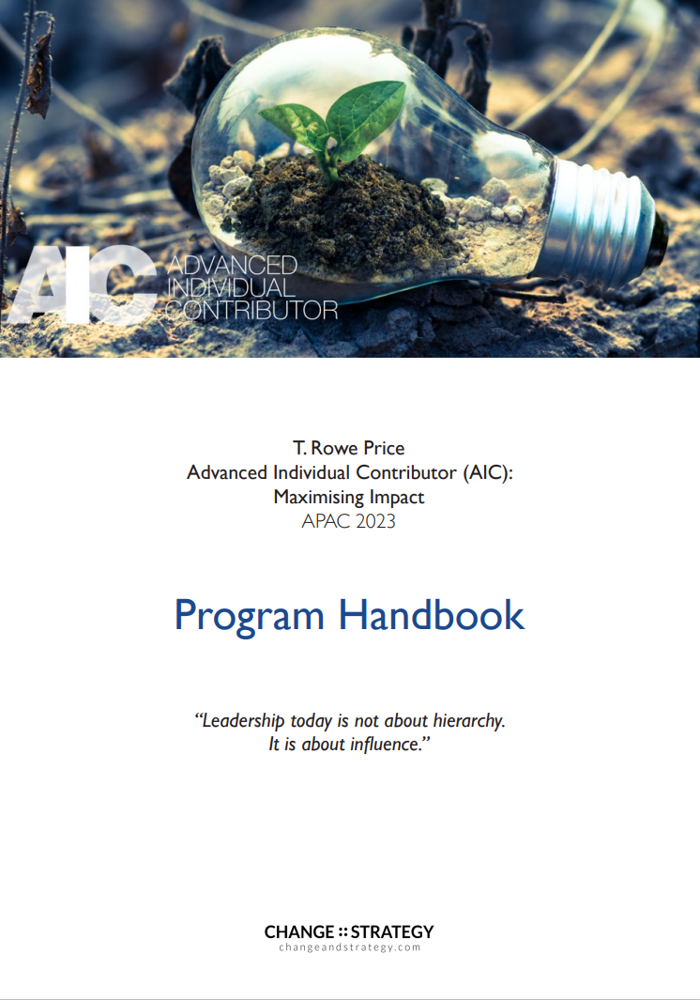 AIC
ADVANCED
INDIVIDUAL
CONTRIBUTOR
T. Rowe Price
Advanced Individual Contributor (AIC):
Maximising Impact
APAC 2023
Program Handbook
“Leadership today is not about hierarchy.
It is about influence.”
CHANGE :: STRATEGY
changeandstrategy.com